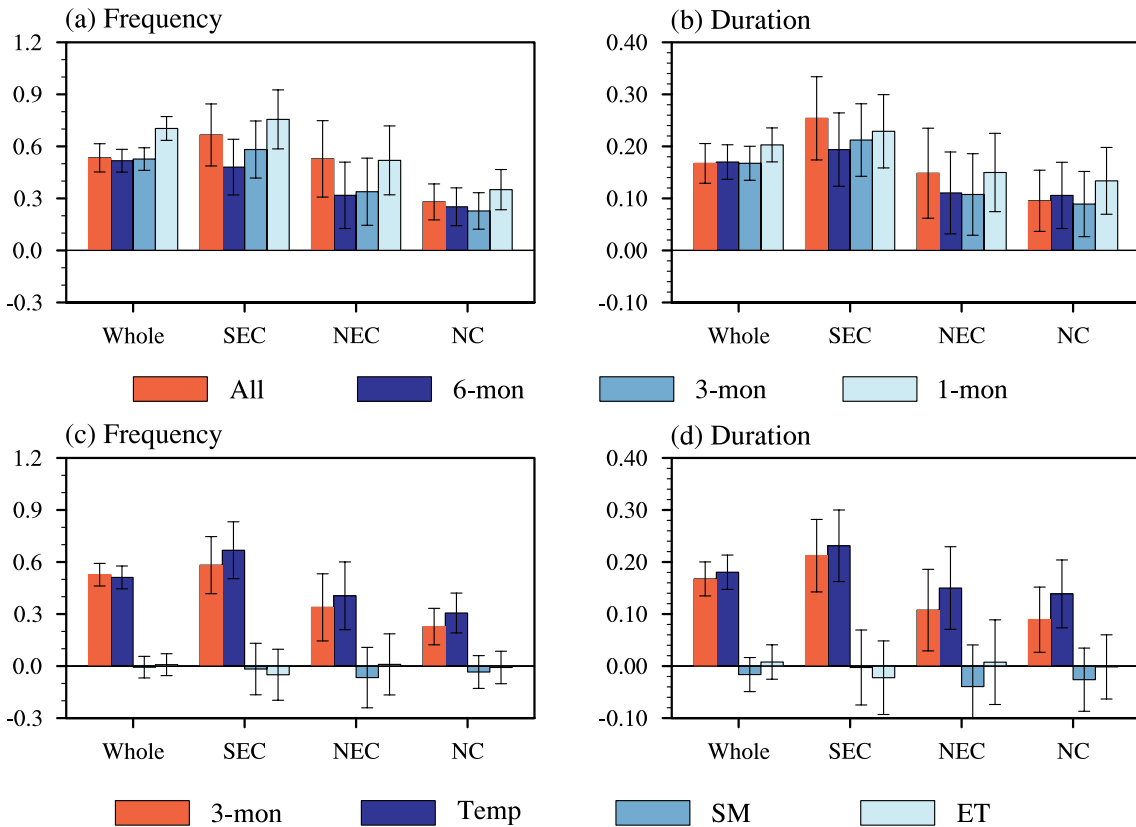 (a) Frequency
(b) Duration
1.2
0.9
0.6
0.3
0.0
-0.3
0.40
0.30
0.20
0.10
0.00
-0.10
Whole SEC NEC NC
Whole SEC NEC NC
All 6-mon 3-mon 1-mon
(c) Frequency
(d) Duration
1.2
0.9
0.6
0.3
0.0
-0.3
0.40
0.30
0.20
0.10
0.00
-0.10
Whole SEC NEC NC
Whole SEC NEC NC
3-mon Temp SM ET